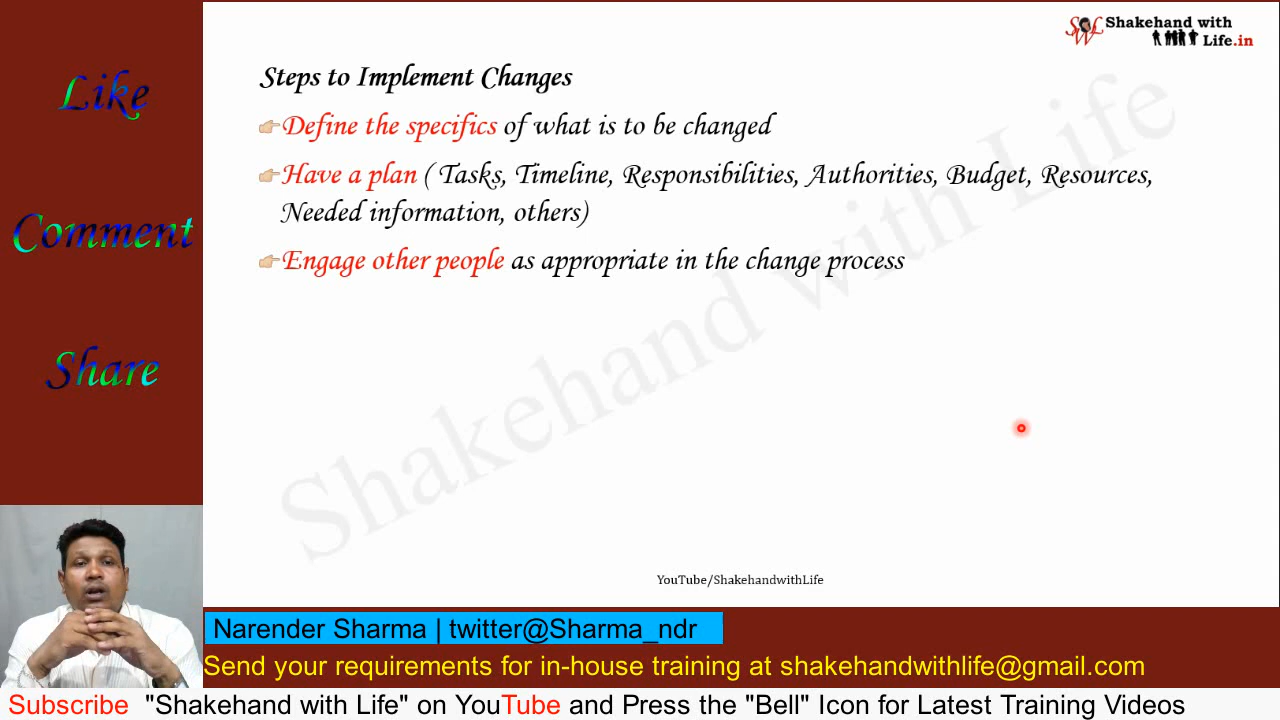 Like
Comment
Share
Shakehand with
Life.in
Steps to Implement Changes
Define the specifics of what is to be changed
Have a plan ( Tasks, Timeline, Responsibilities, Authorities, Budget, Resources,
Needed information, others)
Engage other people as appropriate in the change process
Shakehand with Life
YouTube/ShakehandwithLife
Narender Sharma | twitter@Sharma_ndr
Send your requirements for in-house training at shakehandwithlife@gmail.com
Subscribe "Shakehand with Life" on YouTube and Press the "Bell" Icon for Latest Training Videos